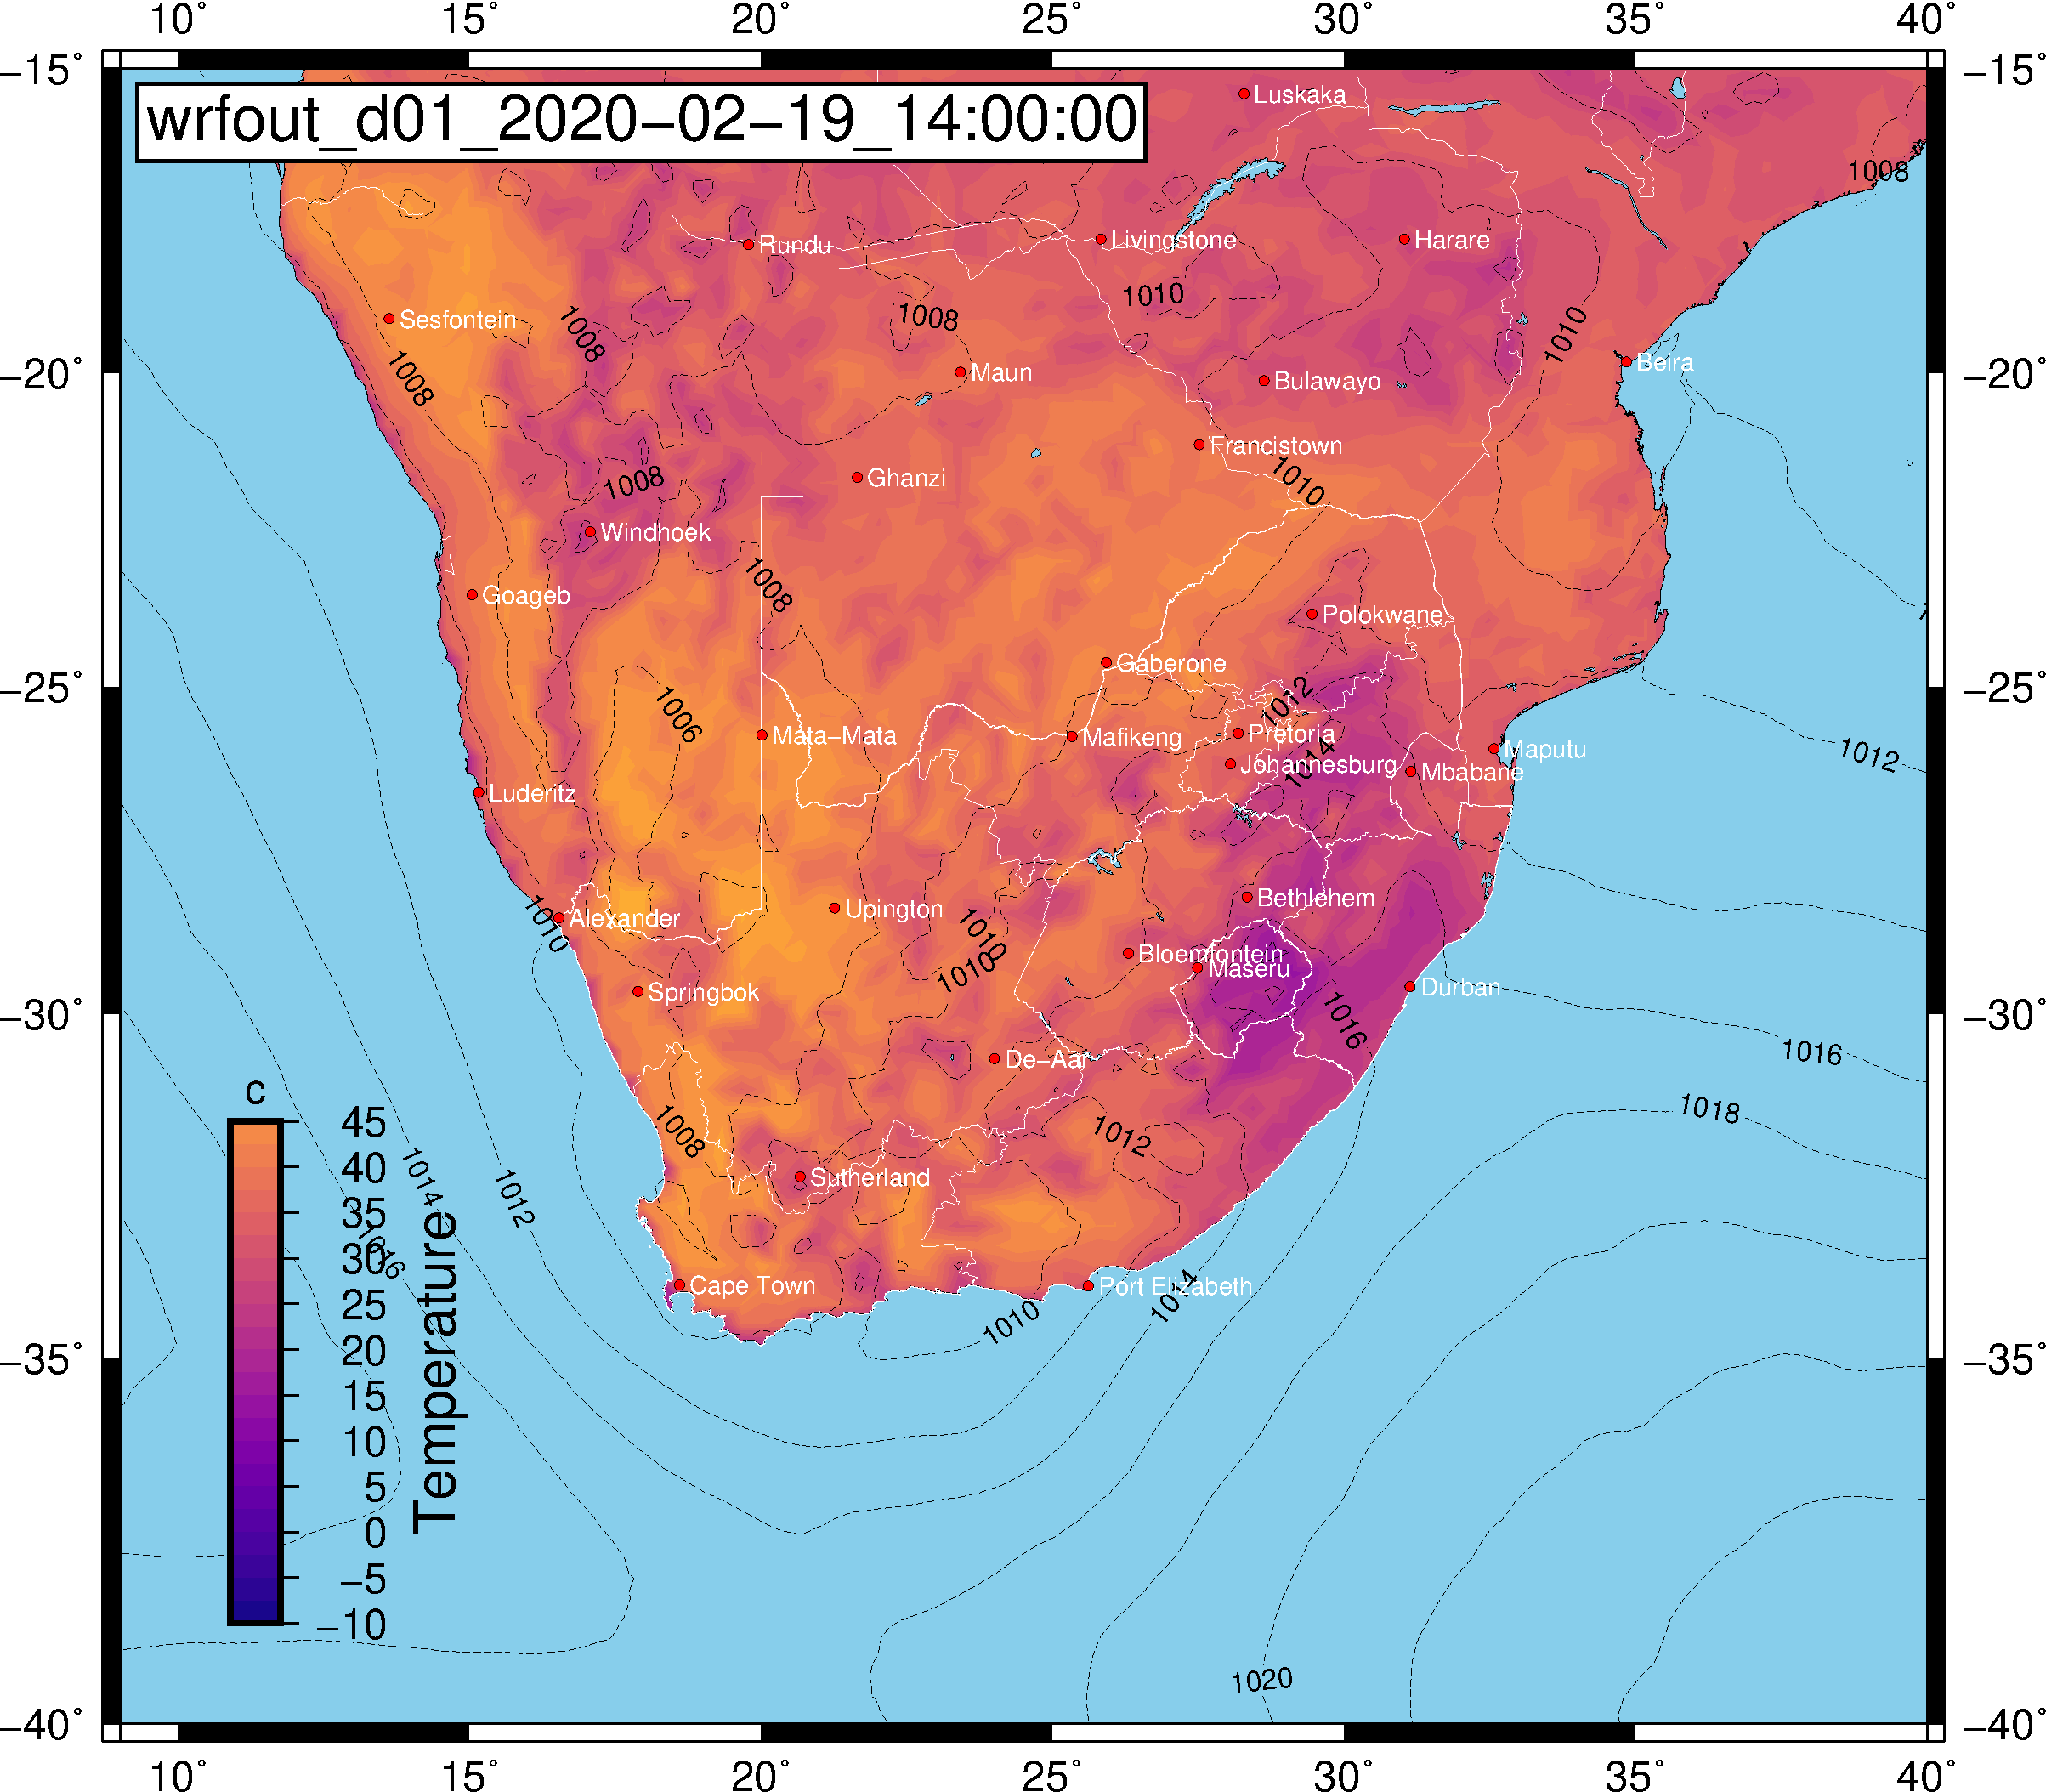 10° 15° 20° 25° 30° 35° 40°
−15° −15°
wrfout_d01_2020−02−19_14:00:00
Luskaka
1008
Rundu
Livingstone
Harare
1010
1008
Sesfontein
1008
1010
1008
Maun
Beira
Bulawayo
−20° −20°
Francistown
Ghanzi
1008
1010
Windhoek
1008
Goageb
Polokwane
Gaberone
−25° −25°
1006
1012
Mata−Mata
Mafikeng
Pretoria
Johannesburg
1014
Mbabane
Maputu
1012
Luderitz
Bethlehem
Alexander
1010
Upington
1010
1010
Bloemfontein
Maseru
Springbok
Durban
1016
−30° −30°
1016
De−Aar
c
1018
1008
1012
Sutherland
1014
1012
1016
Cape Town
Port Elizabeth
1014
1010
45
40
35
30
25
20
15
10
5
0
−5
−10
Temperature
−35° −35°
1020
−40° −40°
10° 15° 20° 25° 30° 35° 40°